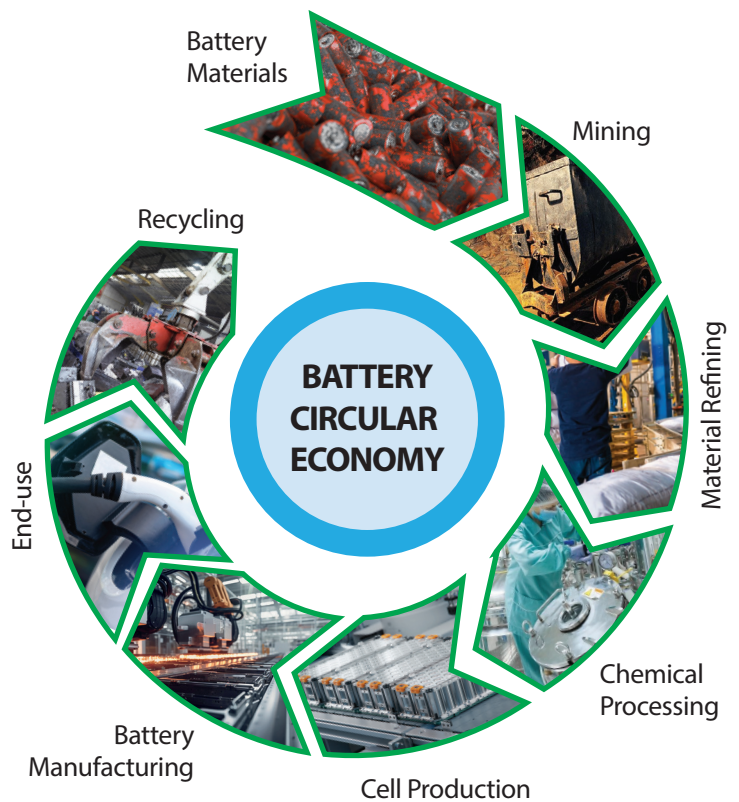 Battery
Materials
Mining
Material Refining
Chemical
Processing
Cell Production
Battery
Manufacturing
End-use
Recycling
BATTERY
CIRCULAR
ECONOMY